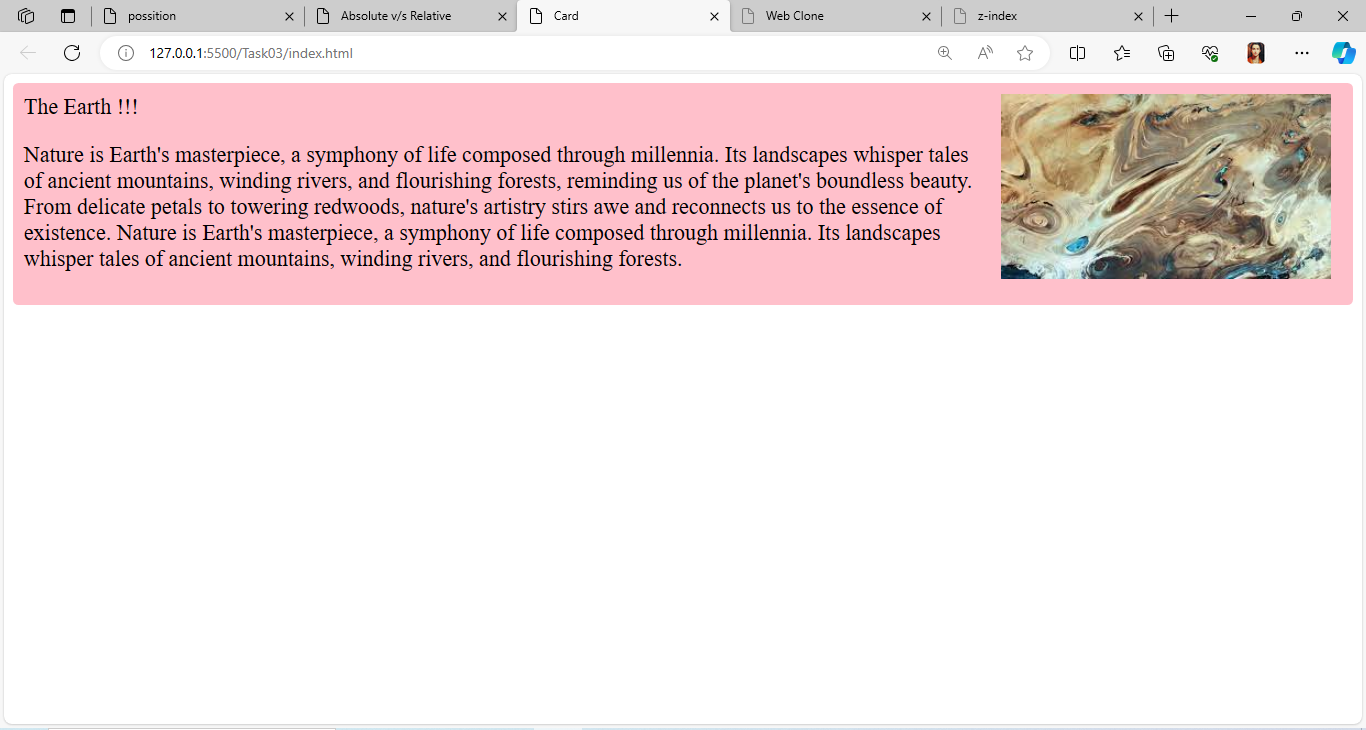 possition
Absolute v/s Relative
Card
Web Clone
z-index
127.0.0.1:5500/Task03/index.html
The Earth !!!
Nature is Earth's masterpiece, a symphony of life composed through millennia. Its landscapes whisper tales
of ancient mountains, winding rivers, and flourishing forests, reminding us of the planet's boundless beauty.
From delicate petals to towering redwoods, nature's artistry stirs awe and reconnects us to the essence of
existence. Nature is Earth's masterpiece, a symphony of life composed through millennia. Its landscapes
whisper tales of ancient mountains, winding rivers, and flourishing forests.